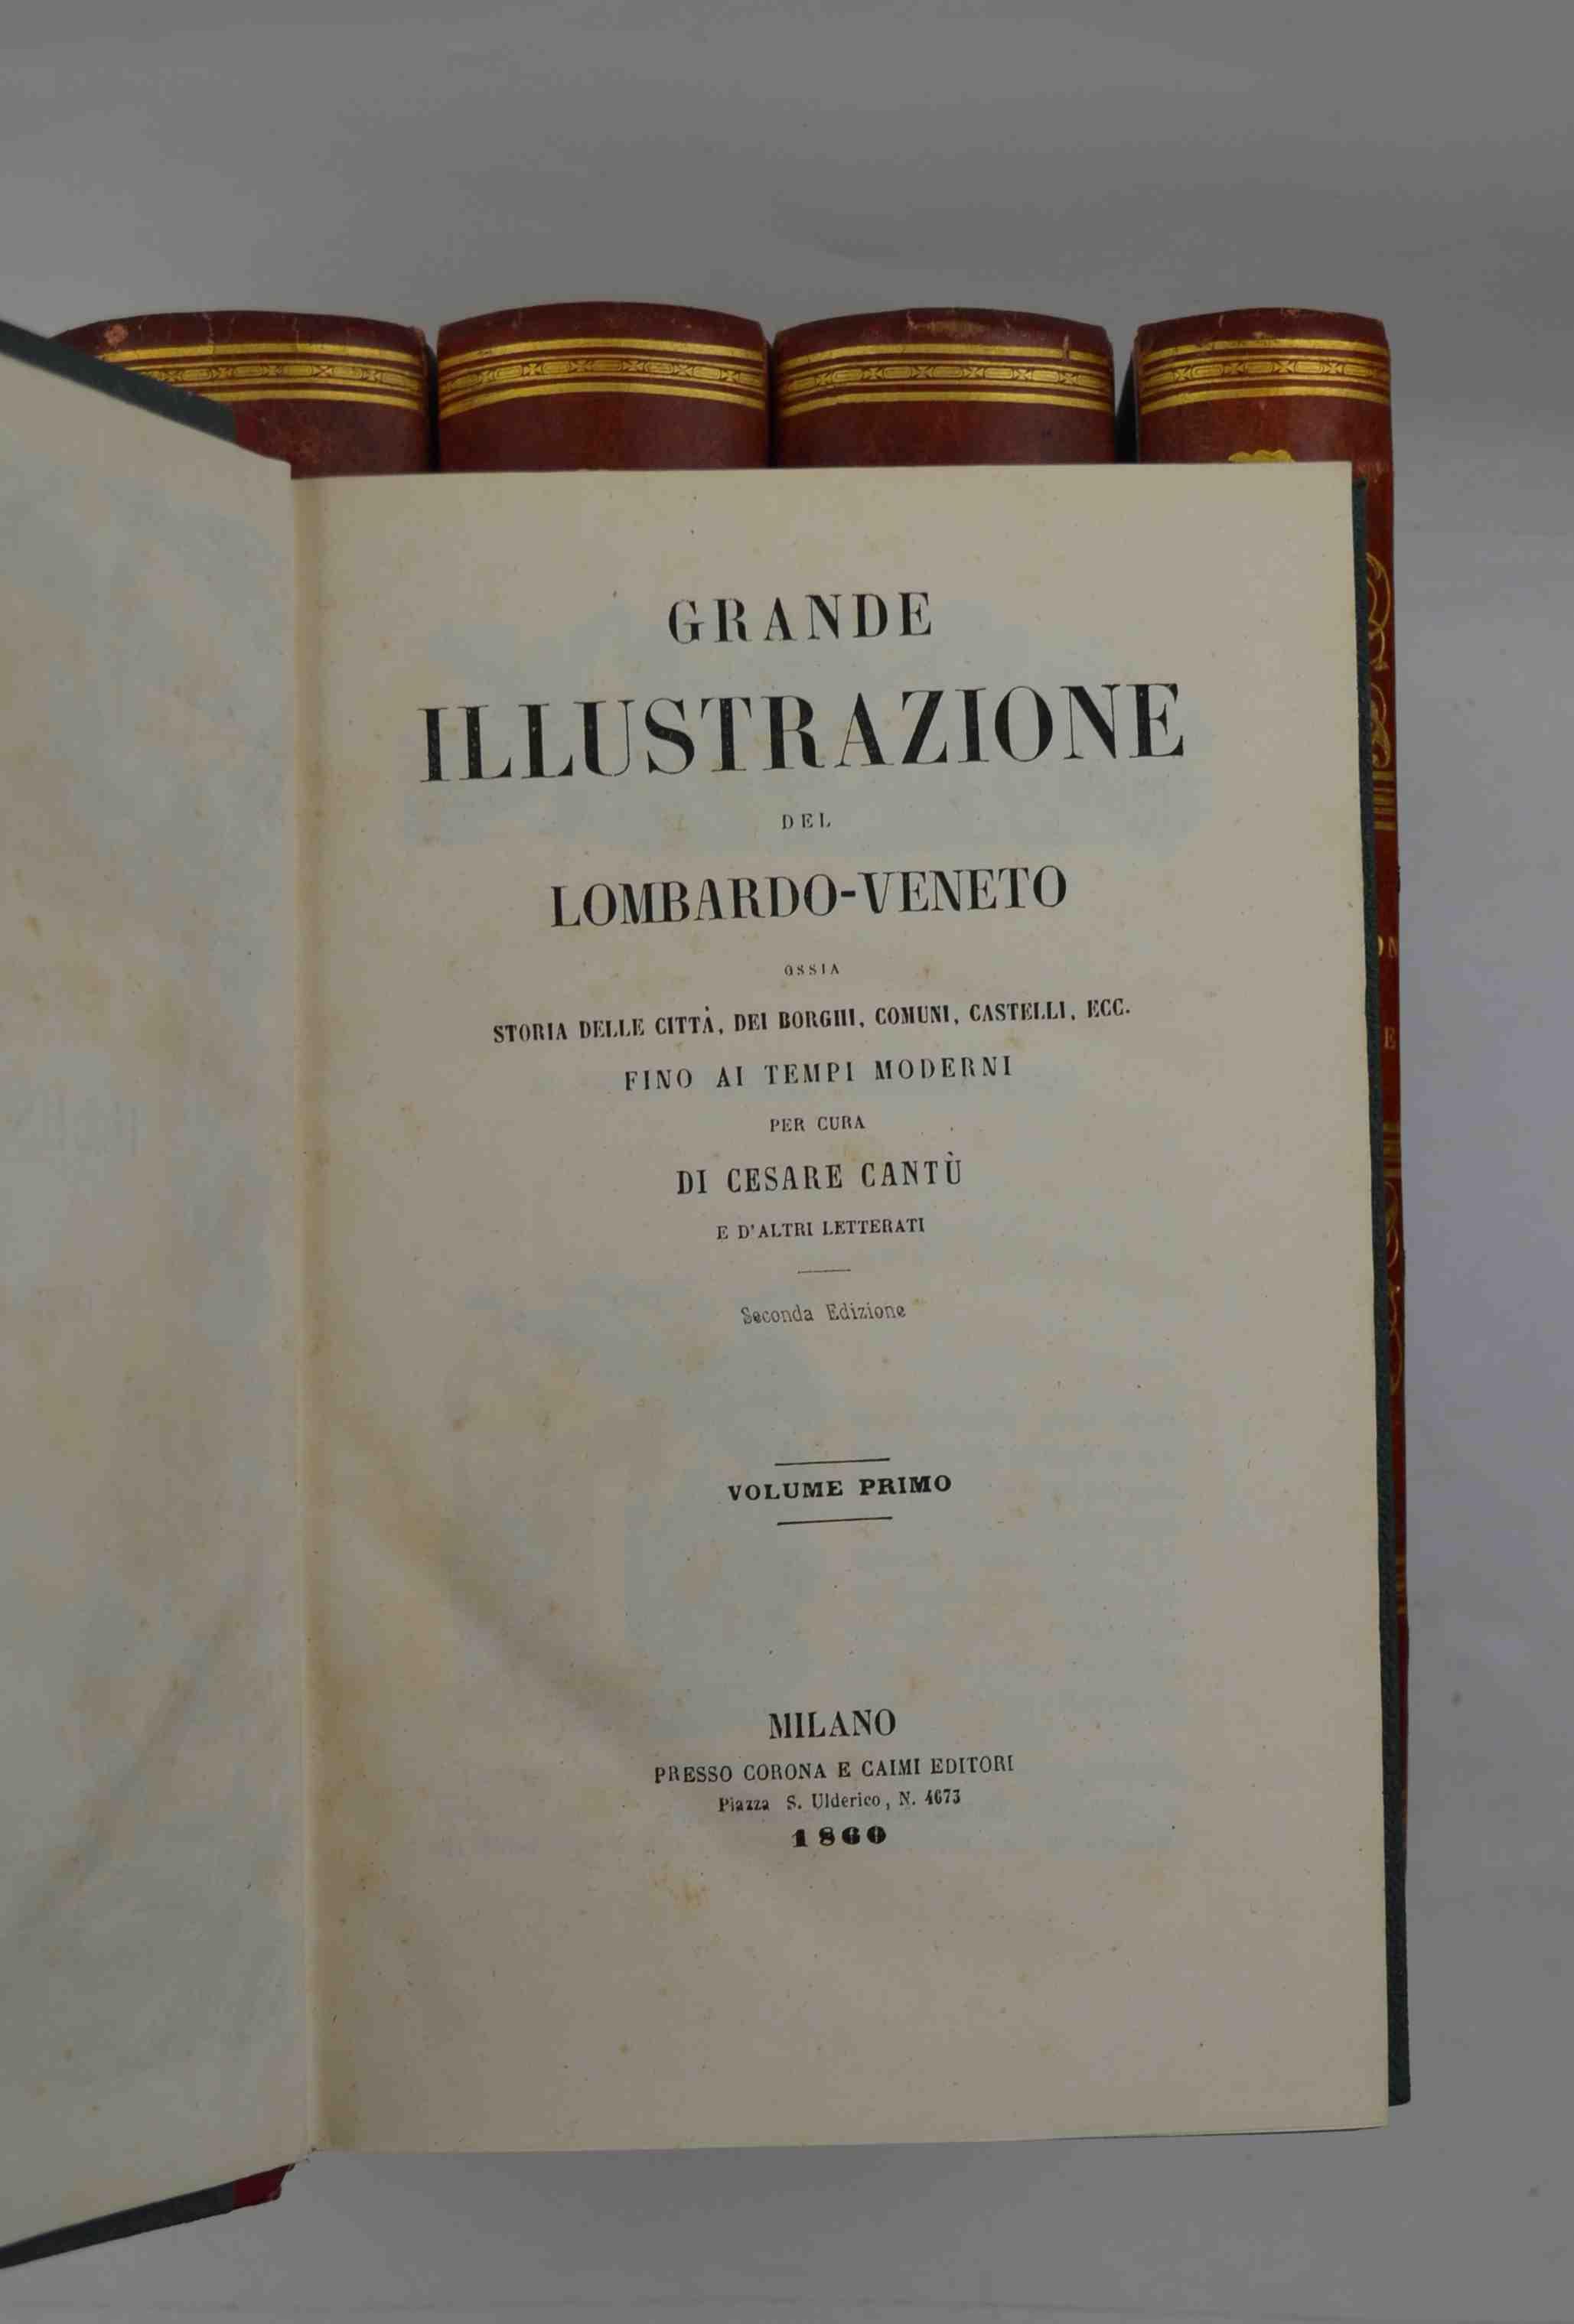 GRANDE
ILLUSTRAZIONE
DEL
LOMBARDO-VENETO
OSSIA
STORIA DELLE CITTÀ, DEI BORGHI, COMUNI, CASTELLI, ECC.
FINO AI TEMPI MODERNI
PER CURA
DI CESARE CANTÙ
E D'ALTRI LETTERATI
Seconda Edizione
VOLUME PRIMO
MILANO
PRESSO CORONA E CAIMI EDITORI
Piazza S. Ulderico, N. 4673
1860